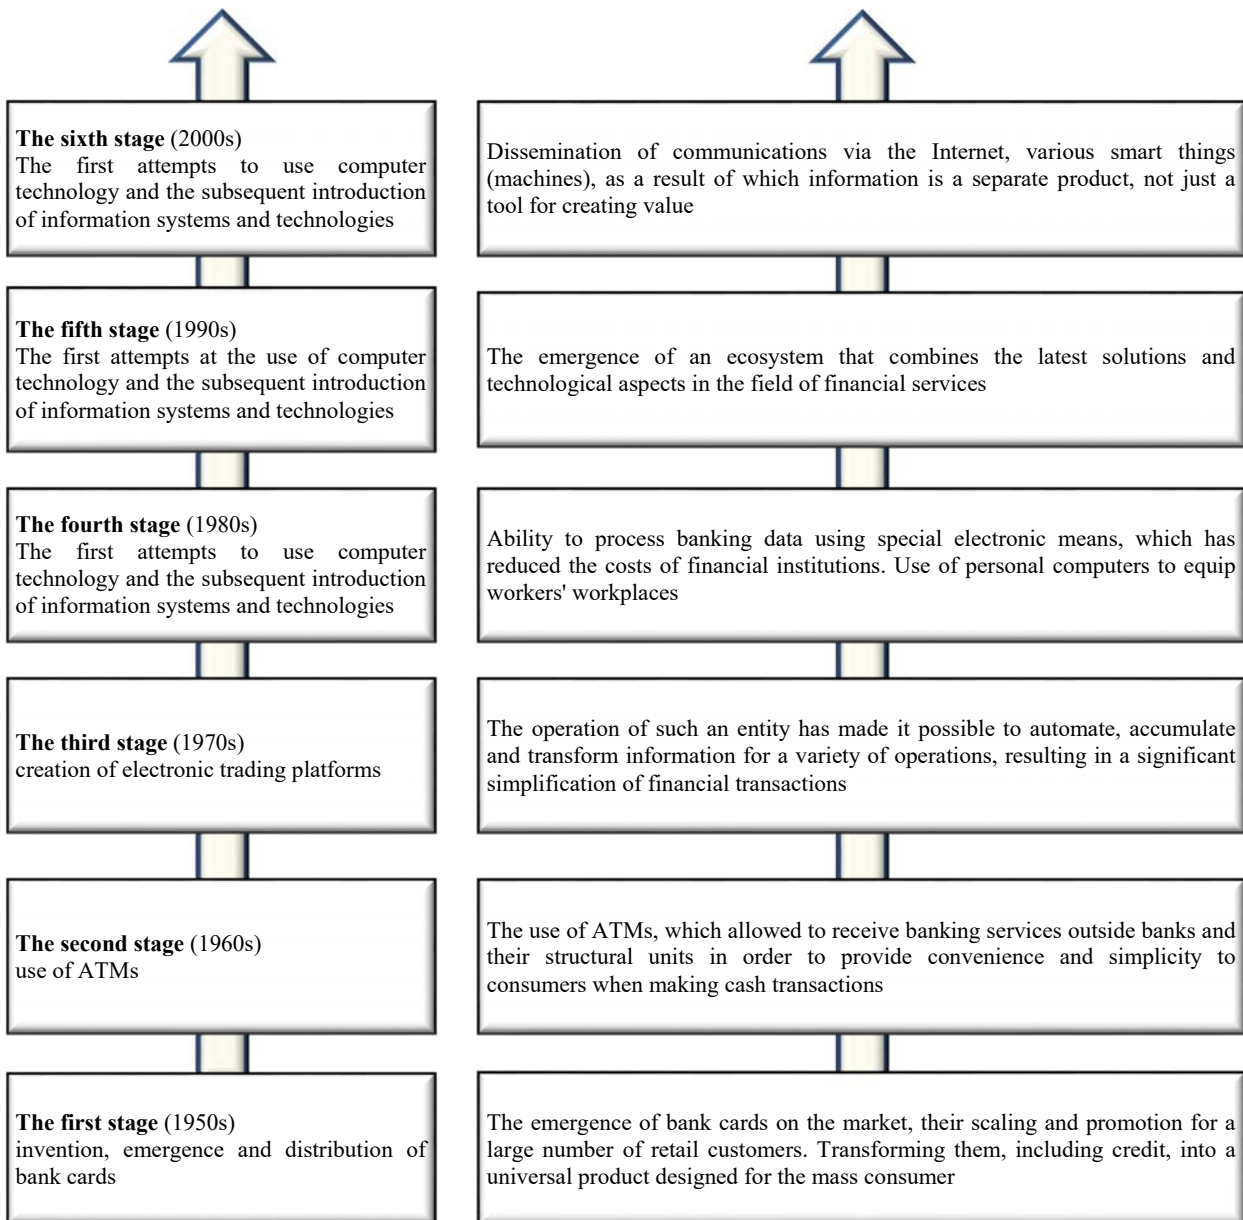 The sixth stage (2000s)
The first attempts to use computer
technology and the subsequent introduction
of information systems and technologies
Dissemination of communications via the Internet, various smart things
(machines), as a result of which information is a separate product, not just a
tool for creating value
The fifth stage (1990s)
The first attempts at the use of computer
technology and the subsequent introduction
of information systems and technologies
The emergence of an ecosystem that combines the latest solutions and
technological aspects in the field of financial services
The fourth stage (1980s)
The first attempts to use computer
technology and the subsequent introduction
of information systems and technologies
Ability to process banking data using special electronic means, which has
reduced the costs of financial institutions. Use of personal computers to equip
workers' workplaces
The third stage (1970s)
creation of electronic trading platforms
The operation of such an entity has made it possible to automate, accumulate
and transform information for a variety of operations, resulting in a significant
simplification of financial transactions
The second stage (1960s)
use of ATMs
The use of ATMs, which allowed to receive banking services outside banks and
their structural units in order to provide convenience and simplicity to
consumers when making cash transactions
The first stage (1950s)
invention, emergence and distribution of
bank cards
The emergence of bank cards on the market, their scaling and promotion for a
large number of retail customers. Transforming them, including credit, into a
universal product designed for the mass consumer